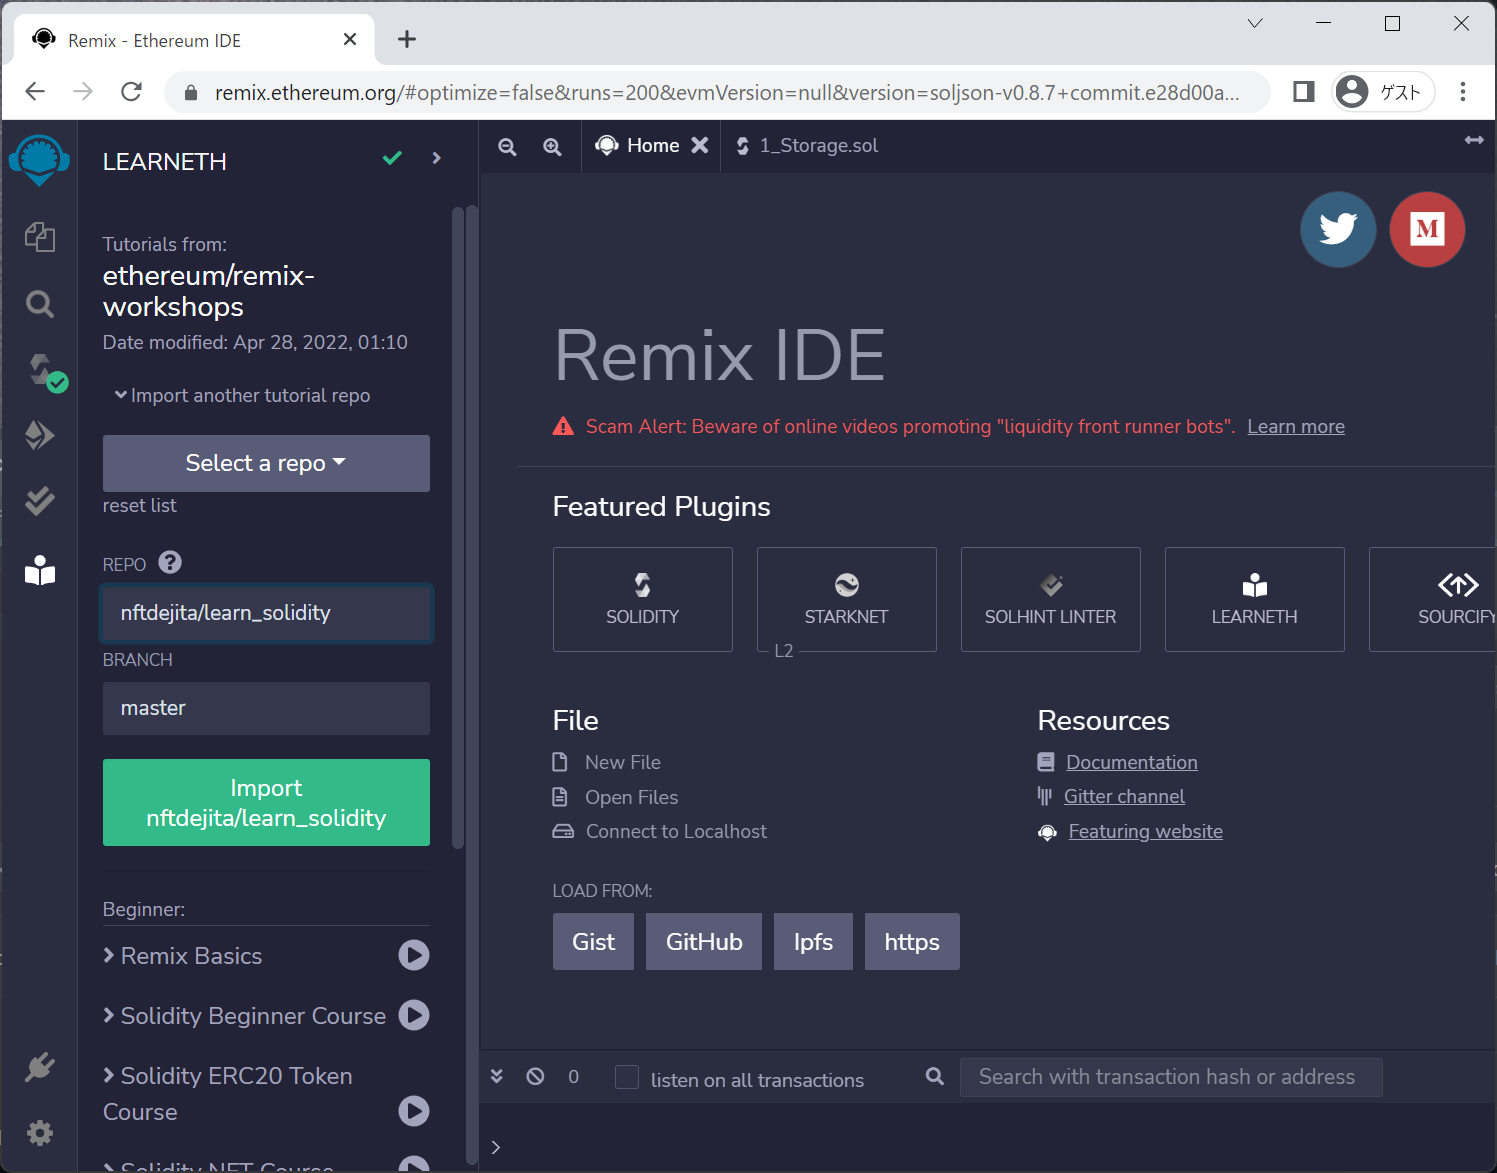 Remix - Ethereum IDE
remix.ethereum.org/#optimize=false&runs=200&evmVersion=null&version=soljson-v0.8.7+commit.e28d00a...
ゲスト
LEARNETH
Tutorials from:
ethereum/remix-
workshops
Date modified: Apr 28, 2022, 01:10
Import another tutorial repo
Select a repo
reset list
REPO
nftdejita/learn_solidity
BRANCH
master
Import
nftdejita/learn_solidity
Beginner:
Remix Basics
Solidity Beginner Course
Solidity ERC20 Token
Course
Solidity NFT Course
Home
1_Storage.sol
M
Remix IDE
Scam Alert: Beware of online videos promoting "liquidity front runner bots". Learn more
Featured Plugins
SOLIDITY
STARKNET
L2
SOLHINT LINTER
LEARNETH
SOURCIFY
File
New File
Open Files
Connect to Localhost
Resources
Documentation
Gitter channel
Featuring website
LOAD FROM:
Gist GitHub Ipfs https
0 listen on all transactions Search with transaction hash or address
>